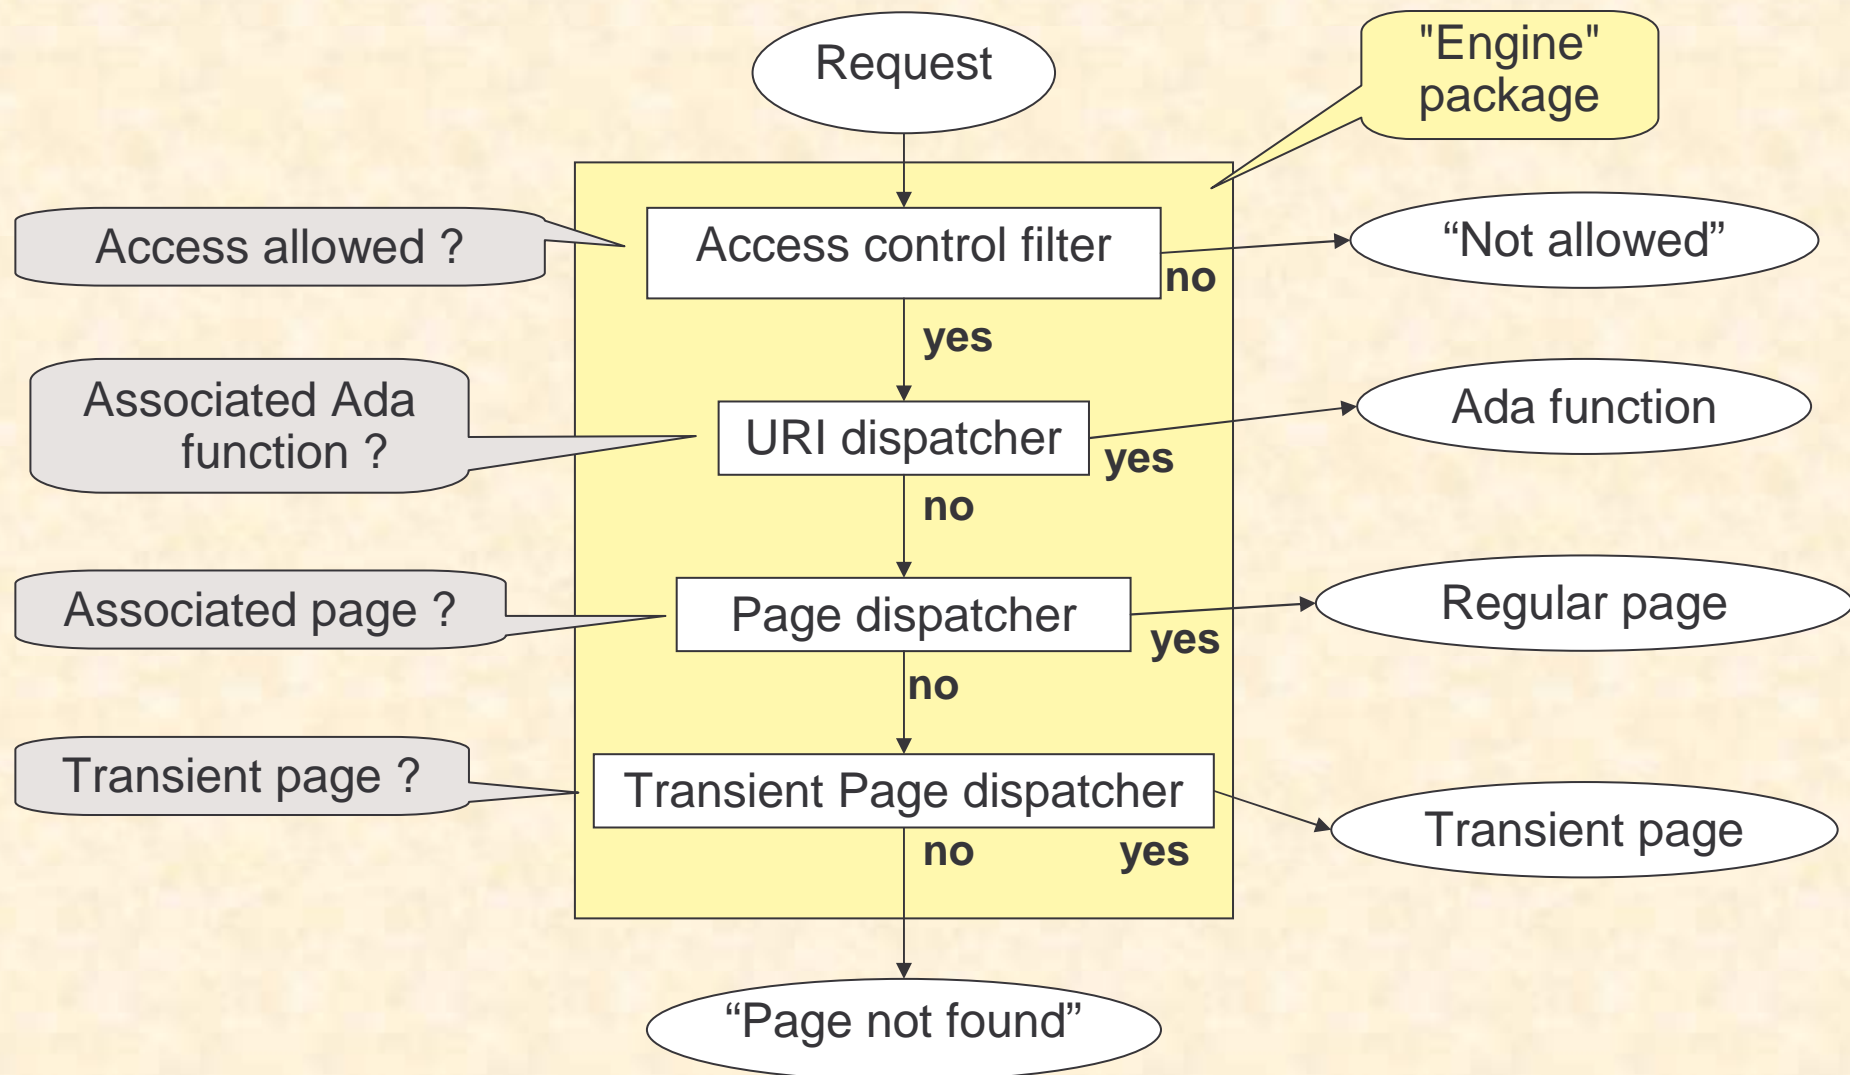 Request
"Engine"
package
Access allowed ?
Access control filter
“Not allowed”
no
yes
Associated Ada
function ?
URI dispatcher
Ada function
yes
no
Associated page ?
Page dispatcher
Regular page
yes
no
Transient page ?
Transient Page dispatcher
Transient page
no
yes
“Page not found”